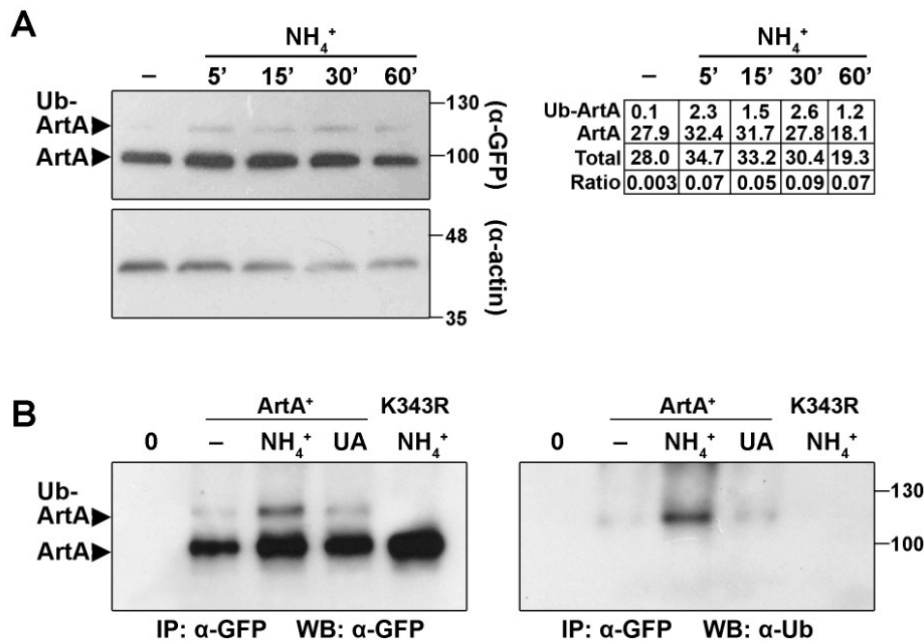 A
NH₄⁺
– 5’ 15’ 30’ 60’
Ub-
ArtA
ArtA
130
100
(α-GFP)
48
35
(α-actin)
NH₄⁺
– 5’ 15’ 30’ 60’
Ub-ArtA 0.1 2.3 1.5 2.6 1.2
ArtA 27.9 32.4 31.7 27.8 18.1
Total 28.0 34.7 33.2 30.4 19.3
Ratio 0.003 0.07 0.05 0.09 0.07
B
ArtA⁺ K343R
0 – NH₄⁺ UA NH₄⁺
Ub-
ArtA
ArtA
IP: α-GFP WB: α-GFP
ArtA⁺ K343R
0 – NH₄⁺ UA NH₄⁺
130
100
IP: α-GFP WB: α-Ub